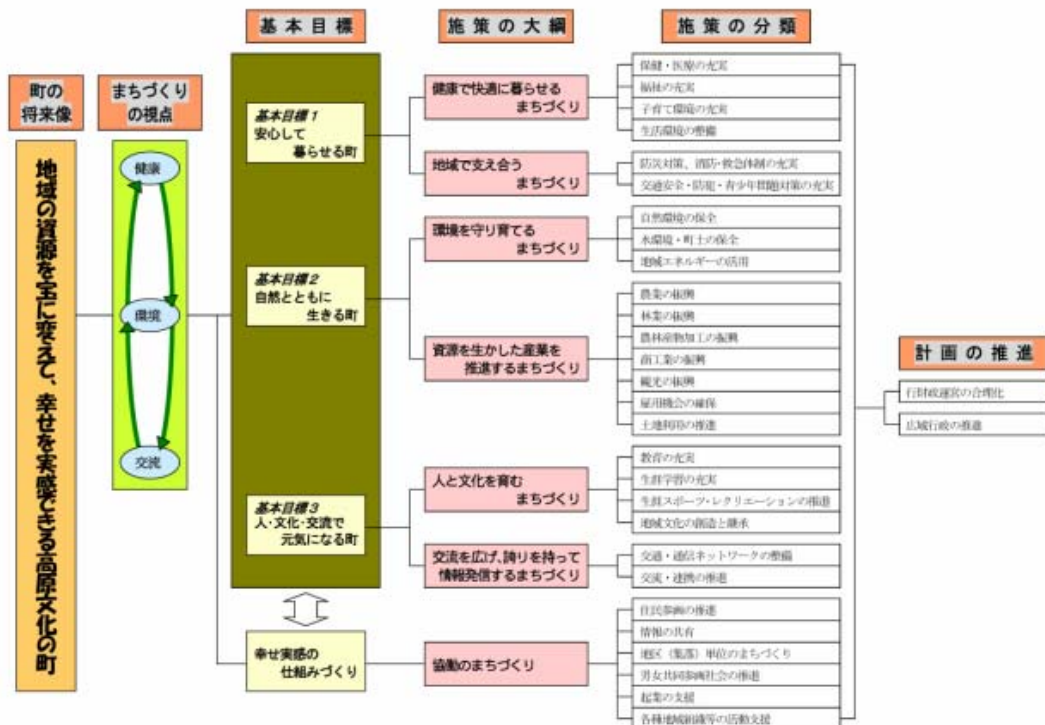 基本目標
施策の大綱
施策の分類
町の
将来像
まちづくり
の視点
地域の資源を宝に変えて、幸せを実感できる高原文化の町
健康
環境
交流
基本目標1
安心して
暮らせる町
基本目標2
自然とともに
生きる町
基本目標3
人・文化・交流で
元気になる町
幸せ実感の
仕組みづくり
健康で快適に暮らせる
まちづくり
地域で支え合う
まちづくり
環境を守り育てる
まちづくり
資源を生かした産業を
推進するまちづくり
人と文化を育む
まちづくり
交流を広げ、誇りを持って
情報発信するまちづくり
協働のまちづくり
保健・医療の充実
福祉の充実
子育て環境の充実
生活環境の整備
防災対策、消防・救急体制の充実
交通安全・防犯・青少年問題対策の充実
自然環境の保全
水環境・町土の保全
地域エネルギーの活用
農業の振興
林業の振興
農林産物加工の振興
商工業の振興
観光の振興
雇用機会の確保
土地利用の推進
教育の充実
生涯学習の充実
生涯スポーツ・レクリエーションの推進
地域文化の創造と継承
交通・通信ネットワークの整備
交流・連携の推進
住民参画の推進
情報の共有
地区（集落）単位のまちづくり
男女共同参画社会の推進
起業の支援
各種地域組織等の活動支援
計画の推進
行財政運営の合理化
広域行政の推進